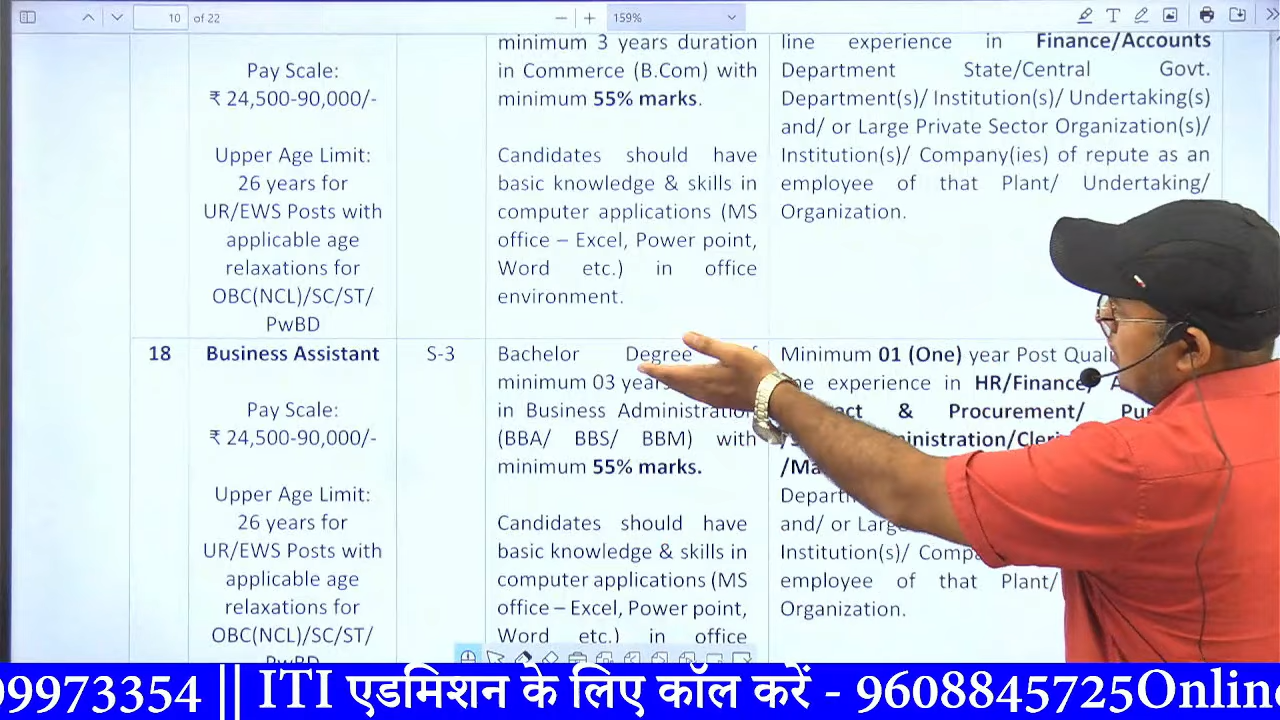 10 of 22
159%
Pay Scale:
₹ 24,500-90,000/-
Upper Age Limit:
26 years for
UR/EWS Posts with
applicable age
relaxations for
OBC(NCL)/SC/ST/
PwBD
minimum 3 years duration
in Commerce (B.Com) with
minimum 55% marks.
Candidates should have
basic knowledge & skills in
computer applications (MS
office – Excel, Power point,
Word etc.) in office
environment.
line experience in Finance/Accounts
Department State/Central Govt.
Department(s)/ Institution(s)/ Undertaking(s)
and/ or Large Private Sector Organization(s)/
Institution(s)/ Company(ies) of repute as an
employee of that Plant/ Undertaking/
Organization.
18
Business Assistant
Pay Scale:
₹ 24,500-90,000/-
Upper Age Limit:
26 years for
UR/EWS Posts with
applicable age
relaxations for
OBC(NCL)/SC/ST/
S-3
Bachelor Degree
minimum 03 years
in Business Administration
(BBA/ BBS/ BBM) with
minimum 55% marks.
Candidates should have
basic knowledge & skills in
computer applications (MS
office – Excel, Power point,
Word etc.) in office
Minimum 01 (One) year Post
experience in HR/Finance/
& Procurement/
and/ or
Institution(s)/
employee of that Plant/
Organization.
99973354 || ITI एडमिशन के लिए कॉल करें - 9608845725Online